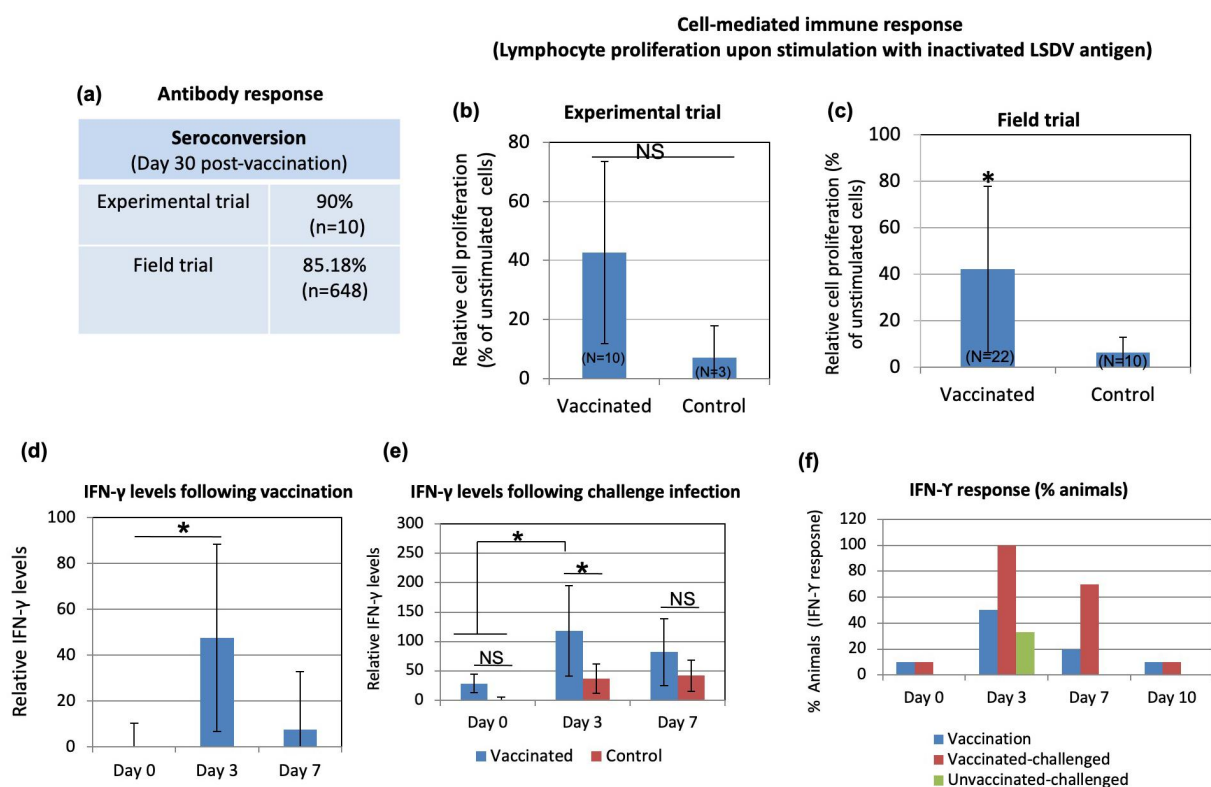 Cell-mediated immune response
(Lymphocyte proliferation upon stimulation with inactivated LSDV antigen)
(a) Antibody response
Seroconversion
(Day 30 post-vaccination)
Experimental trial 90%
(n=10)
Field trial 85.18%
(n=648)
(b) Experimental trial
Relative cell proliferation
(% of unstimulated cells)
80
60
40
20
0
NS
(N=10)
(N=3)
Vaccinated Control
(c) Field trial
Relative cell proliferation (%
of unstimulated cells)
100
80
60
40
20
0
*
(N=22)
(N=10)
Vaccinated Control
(d)
IFN-γ levels following vaccination
Relative IFN-γ levels
100
80
60
40
20
0
*
Day 0 Day 3 Day 7
(e)
IFN-γ levels following challenge infection
Relative IFN-γ levels
300
250
200
150
100
50
0
*
*
NS
NS
Day 0 Day 3 Day 7
Vaccinated Control
(f)
IFN-ϒ response (% animals)
% Animals (IFN-ϒ resposne)
120
100
80
60
40
20
0
Day 0 Day 3 Day 7 Day 10
Vaccination
Vaccinated-challenged
Unvaccinated-challenged